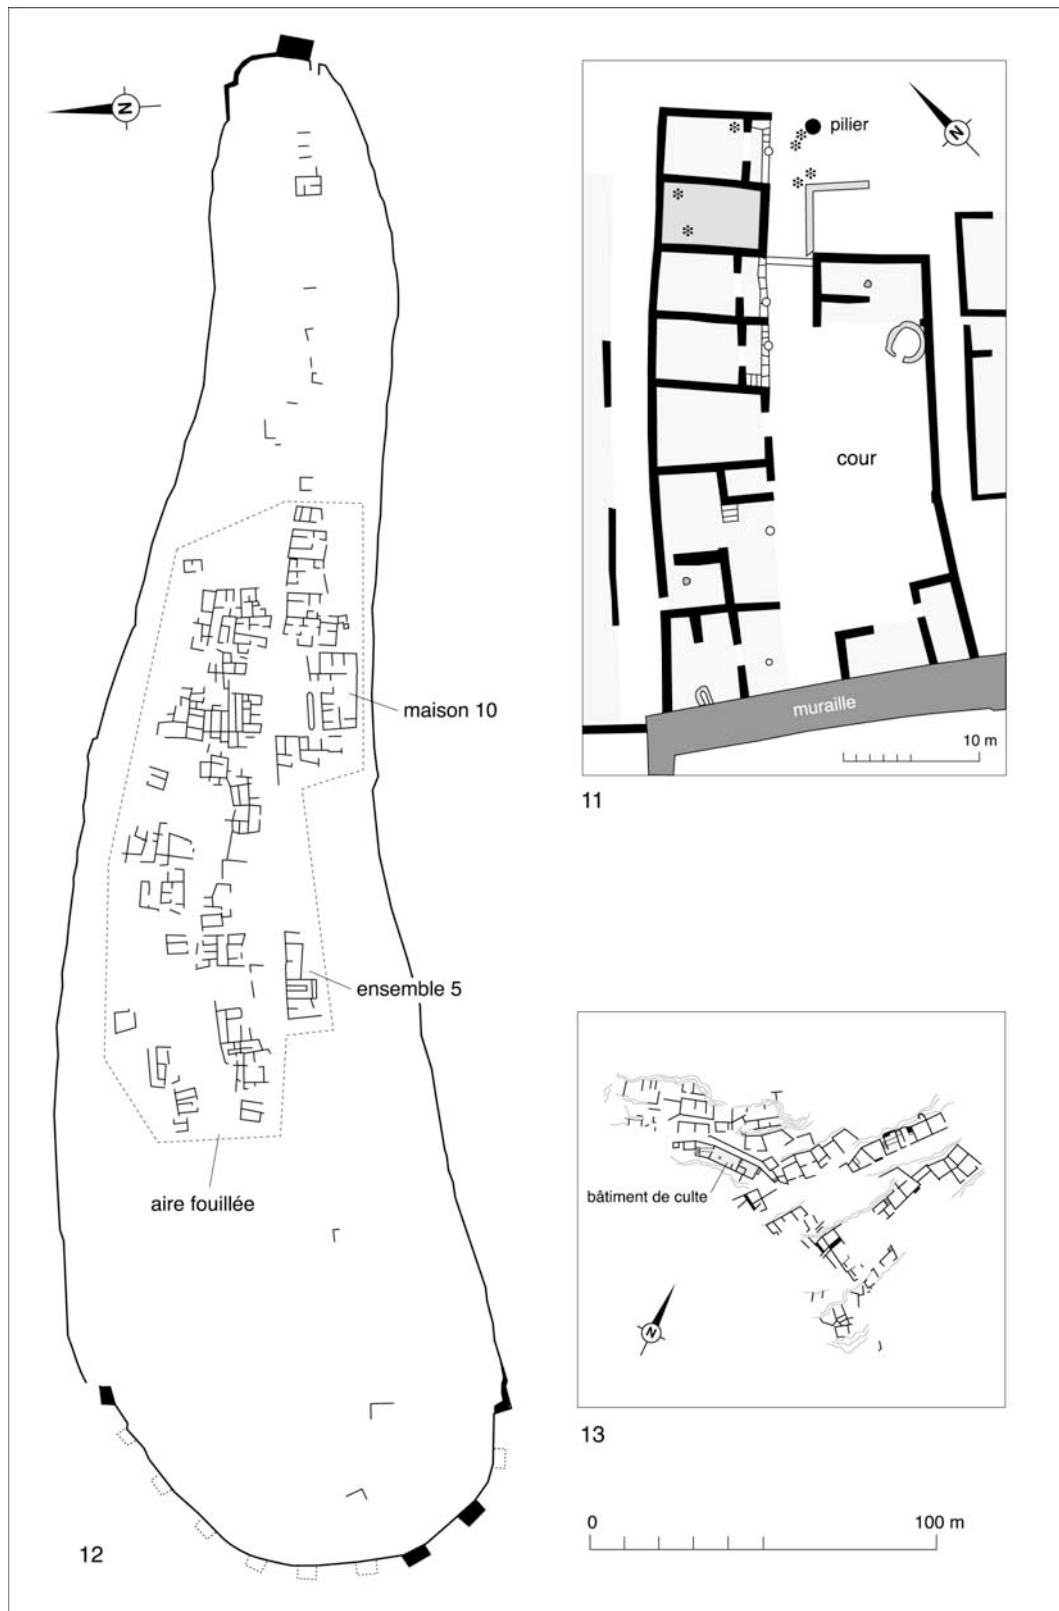 N
maison 10
ensemble 5
aire fouillée
12
N
pilier
cour
muraille
10 m
11
bâtiment de culte
N
13
0 100 m